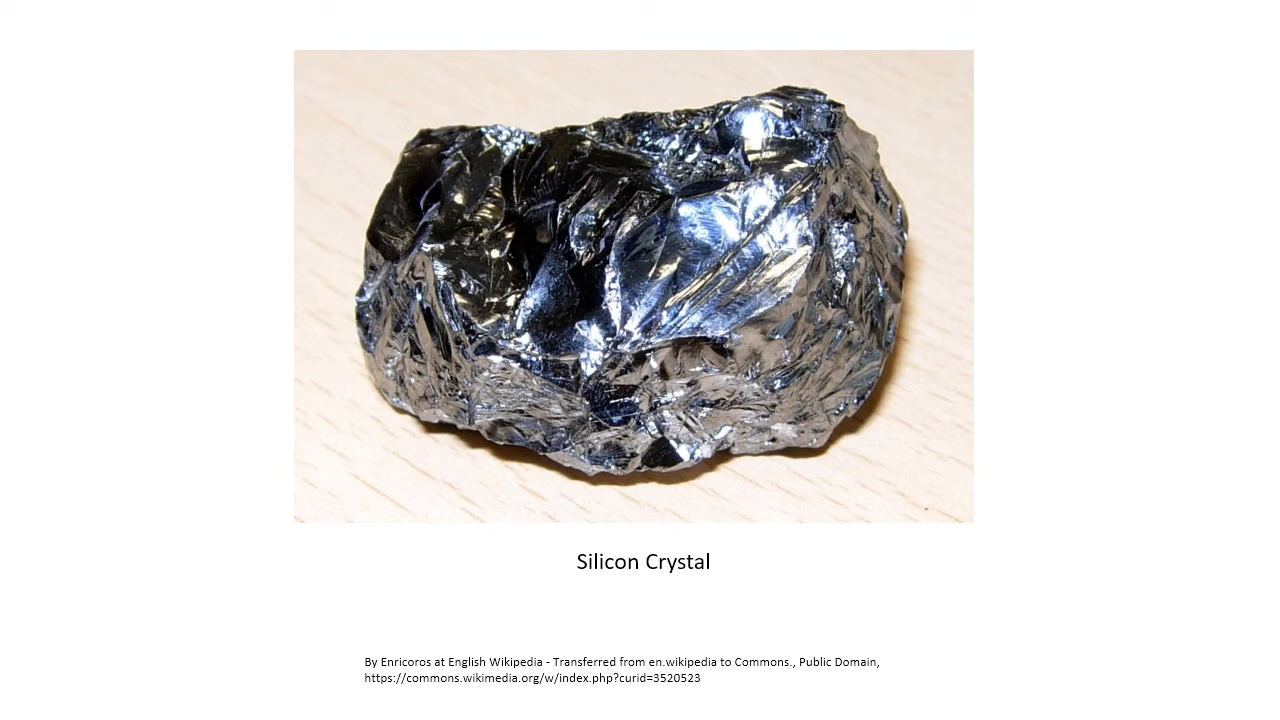 Silicon Crystal
By Enricoros at English Wikipedia - Transferred from en.wikipedia to Commons., Public Domain,
https://commons.wikimedia.org/w/index.php?curid=3520523